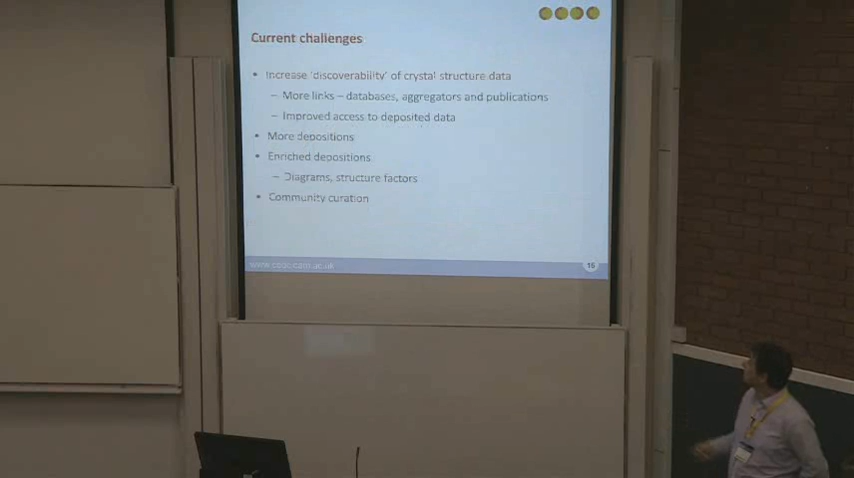 Current challenges
• Increase 'discoverability' of crystal structure data
– More links – databases, aggregators and publications
– Improved access to deposited data
• More depositions
• Enriched depositions
– Diagrams, structure factors
• Community curation
www.ccdc.cam.ac.uk
16